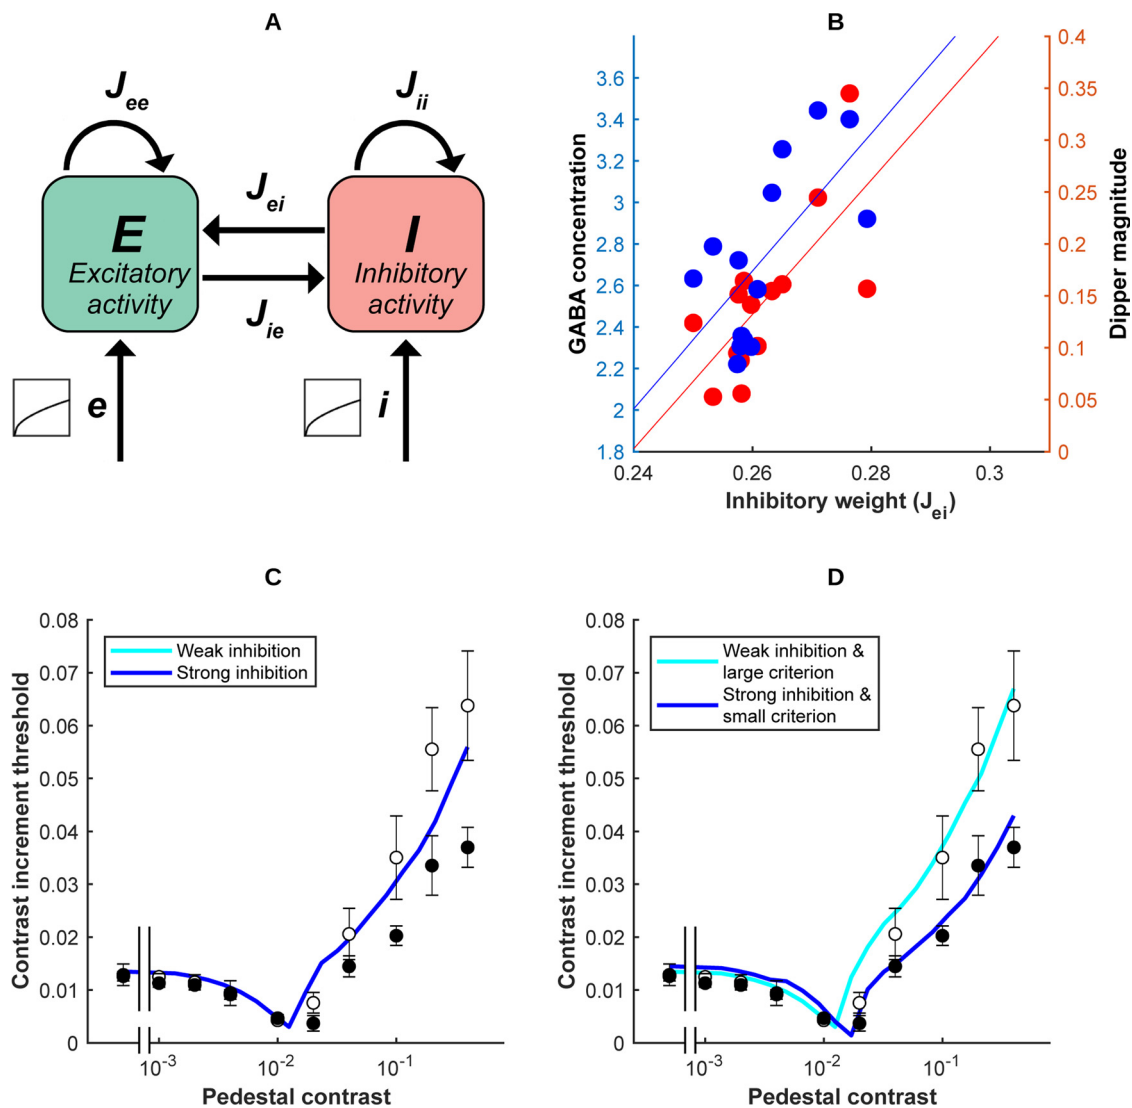 A
J_ee
J_ii
J_ei
E
Excitatory
activity
I
Inhibitory
activity
J_ie
e
i
B
3.6
3.4
3.2
3
2.8
2.6
2.4
2.2
2
1.8
GABA concentration
0.4
0.35
0.3
0.25
0.2
0.15
0.1
0.05
0
Dipper magnitude
0.24 0.26 0.28 0.3
Inhibitory weight (J_ei)
C
0.08
0.07
0.06
0.05
0.04
0.03
0.02
0.01
0
Contrast increment threshold
Weak inhibition
Strong inhibition
10^-3 10^-2 10^-1
Pedestal contrast
D
0.08
0.07
0.06
0.05
0.04
0.03
0.02
0.01
0
Contrast increment threshold
Weak inhibition &
large criterion
Strong inhibition &
small criterion
10^-3 10^-2 10^-1
Pedestal contrast